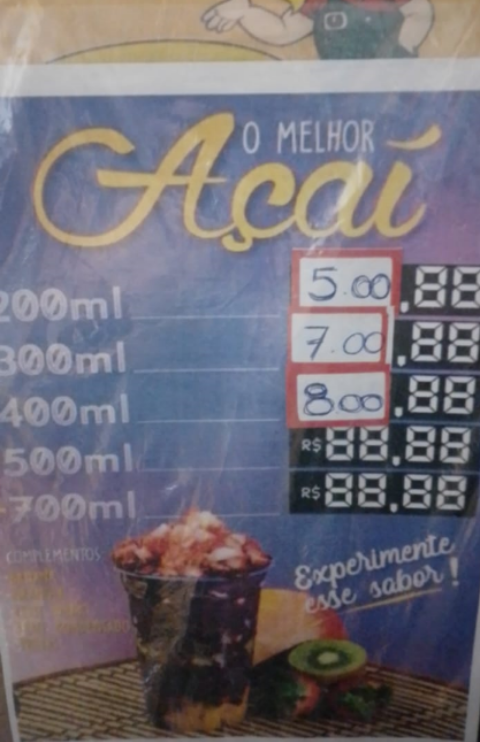 O MELHOR
Açaí
200ml 5.00 ,88
300ml 7.00 ,88
400ml 8.00 ,88
500ml R$ 88,88
700ml R$ 88,88
COMPLEMENTOS
Experimente
esse sabor!